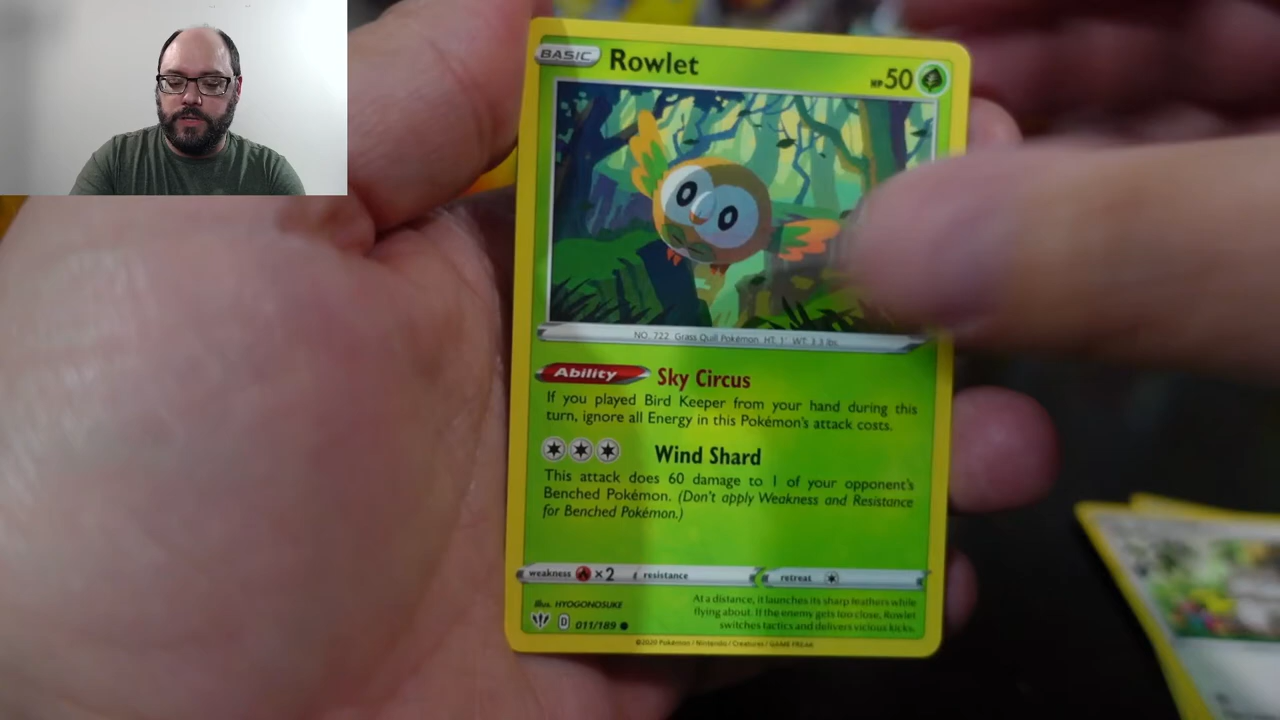 BASIC Rowlet HP 50
NO. 722 Grass Quill Pokémon HT. 1' WT. 3.3 lbs.
Ability Sky Circus
If you played Bird Keeper from your hand during this
turn, ignore all Energy in this Pokémon's attack costs.
Wind Shard
This attack does 60 damage to 1 of your opponent's
Benched Pokémon. (Don't apply Weakness and Resistance
for Benched Pokémon.)
weakness ×2 resistance retreat
Illus. HYOGONOSUKE
D 011/189
At a distance, it launches its sharp feathers while
flying about. If the enemy gets too close, Rowlet
switches tactics and delivers vicious kicks.
©2020 Pokémon / Nintendo / Creatures / GAME FREAK